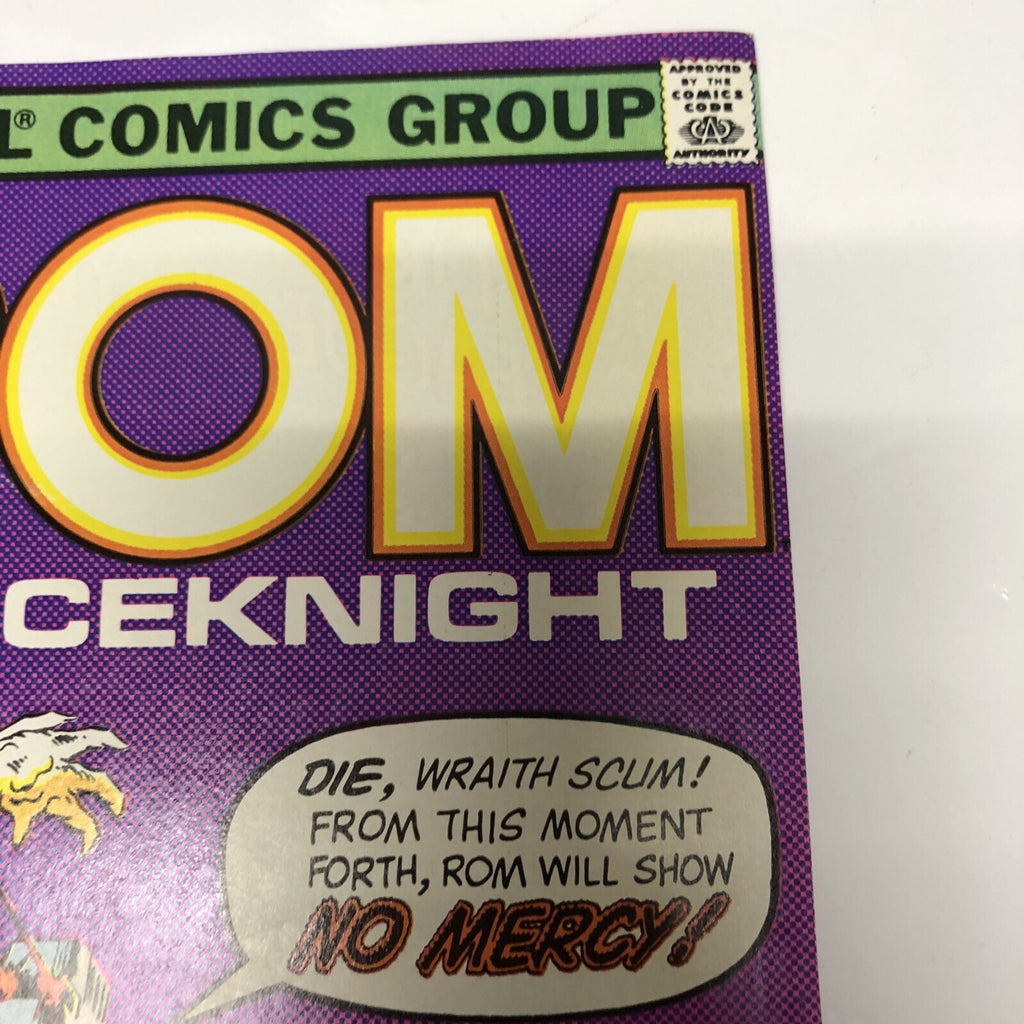 L® COMICS GROUP
APPROVED
BY THE
COMICS
CODE
CA
AUTHORITY
OM
CEKNIGHT
DIE, WRAITH SCUM!
FROM THIS MOMENT
FORTH, ROM WILL SHOW
NO MERCY!